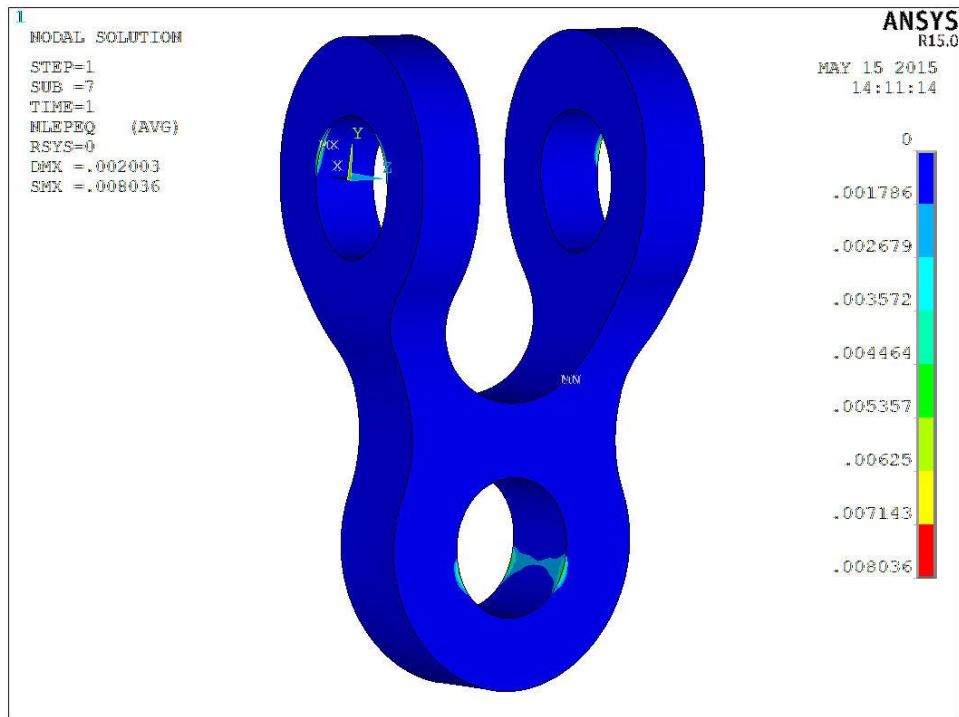 1
NODAL SOLUTION
STEP=1
SUB =7
TIME=1
NLEPEQ (AVG)
RSYS=0
DMX =.002003
SMX =.008036
ANSYS
R15.0
MAY 15 2015
14:11:14
0
.001786
.002679
.003572
.004464
.005357
.00625
.007143
.008036
MX
Y
X
Z
MN